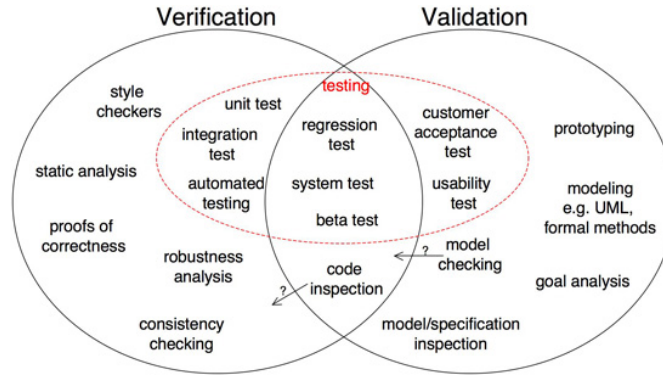 Verification
Validation
testing
style
checkers
unit test
integration
test
automated
testing
static analysis
proofs of
correctness
robustness
analysis
consistency
checking
regression
test
system test
beta test
code
inspection
?
?
customer
acceptance
test
usability
test
model
checking
model/specification
inspection
prototyping
modeling
e.g. UML,
formal methods
goal analysis